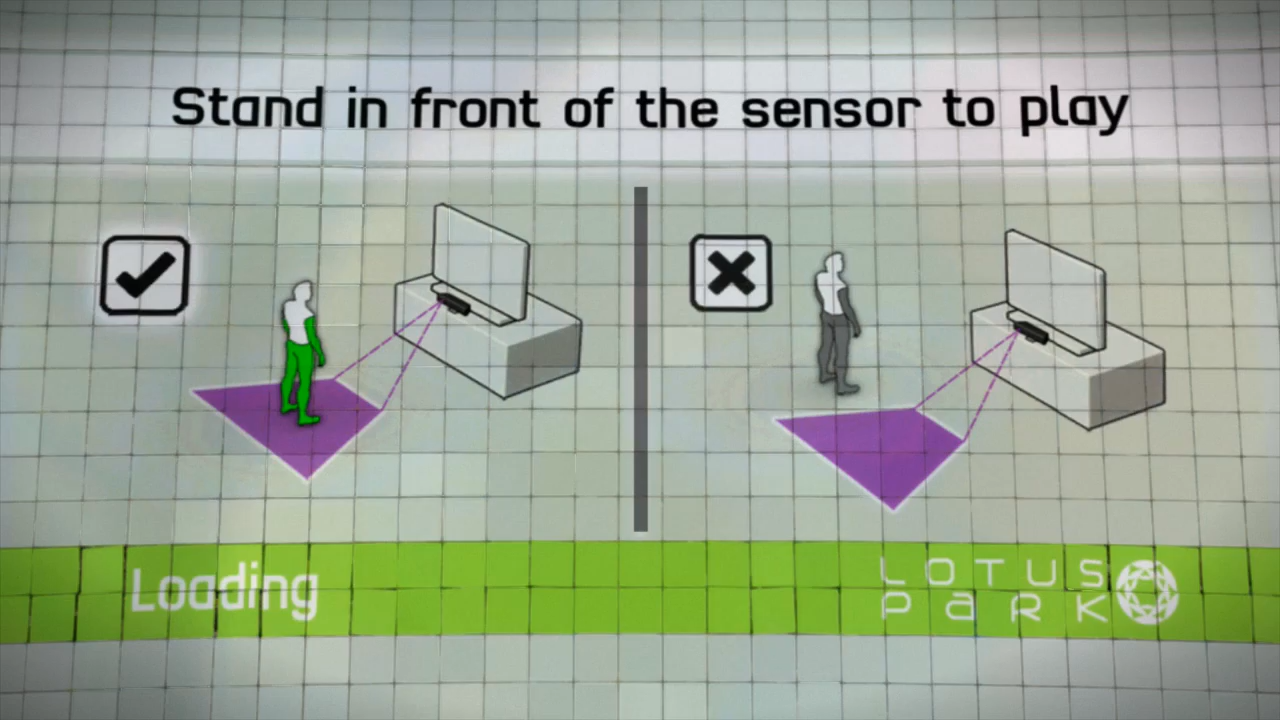 Stand in front of the sensor to play
Loading
LOTUS
PARK